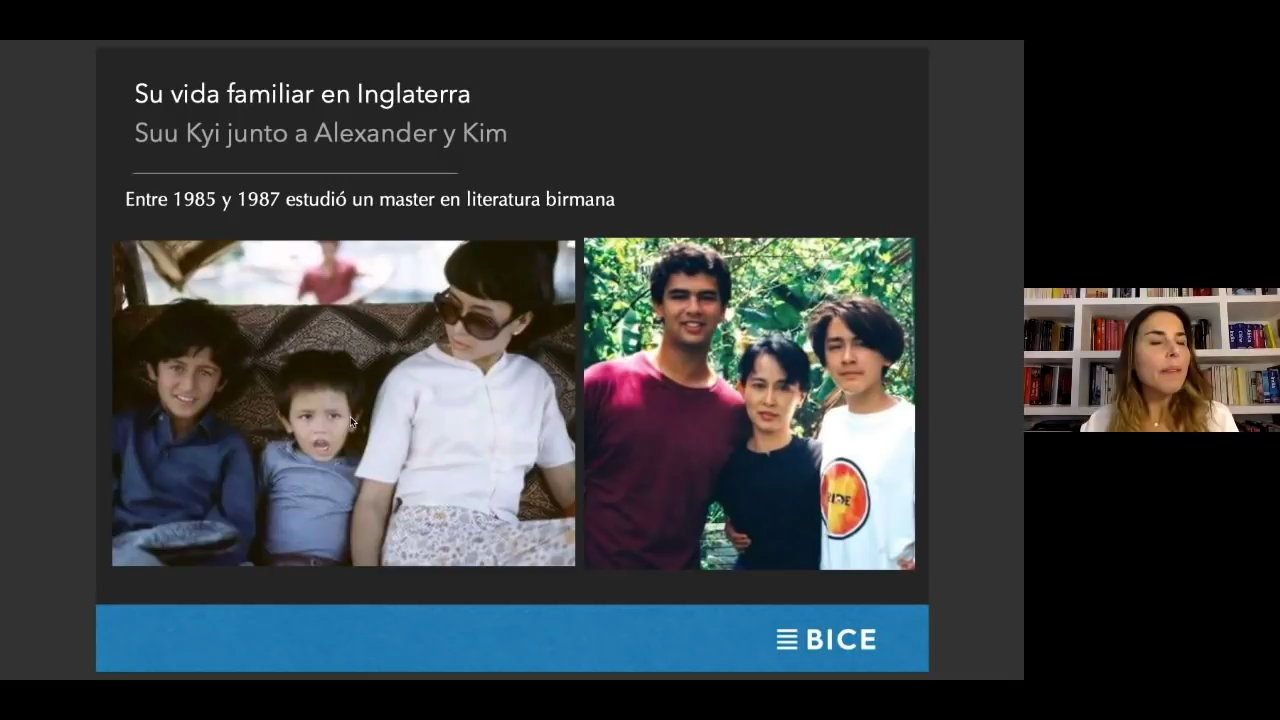 Su vida familiar en Inglaterra
Suu Kyi junto a Alexander y Kim
Entre 1985 y 1987 estudió un master en literatura birmana
BICE